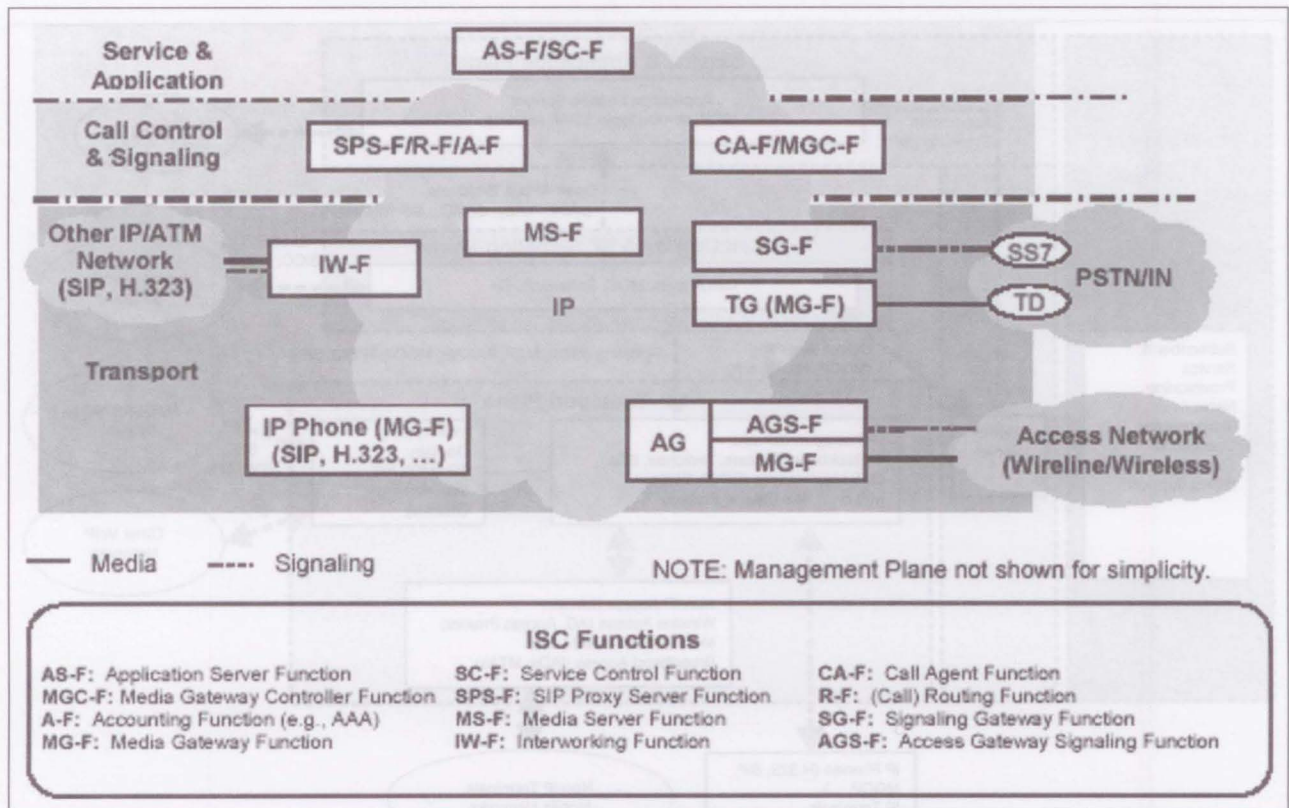 Service &
Application
AS-F/SC-F
Call Control
& Signaling
SPS-F/R-F/A-F
CA-F/MGC-F
Other IP/ATM
Network
(SIP, H.323)
IW-F
MS-F
SG-F
SS7
PSTN/IN
IP
TG (MG-F)
TD
Transport
IP Phone (MG-F)
(SIP, H.323, ...)
AG
AGS-F
MG-F
Access Network
(Wireline/Wireless)
Media
Signaling
NOTE: Management Plane not shown for simplicity.
ISC Functions
AS-F: Application Server Function
SC-F: Service Control Function
CA-F: Call Agent Function
MGC-F: Media Gateway Controller Function
SPS-F: SIP Proxy Server Function
R-F: (Call) Routing Function
A-F: Accounting Function (e.g., AAA)
MS-F: Media Server Function
SG-F: Signaling Gateway Function
MG-F: Media Gateway Function
IW-F: Interworking Function
AGS-F: Access Gateway Signaling Function